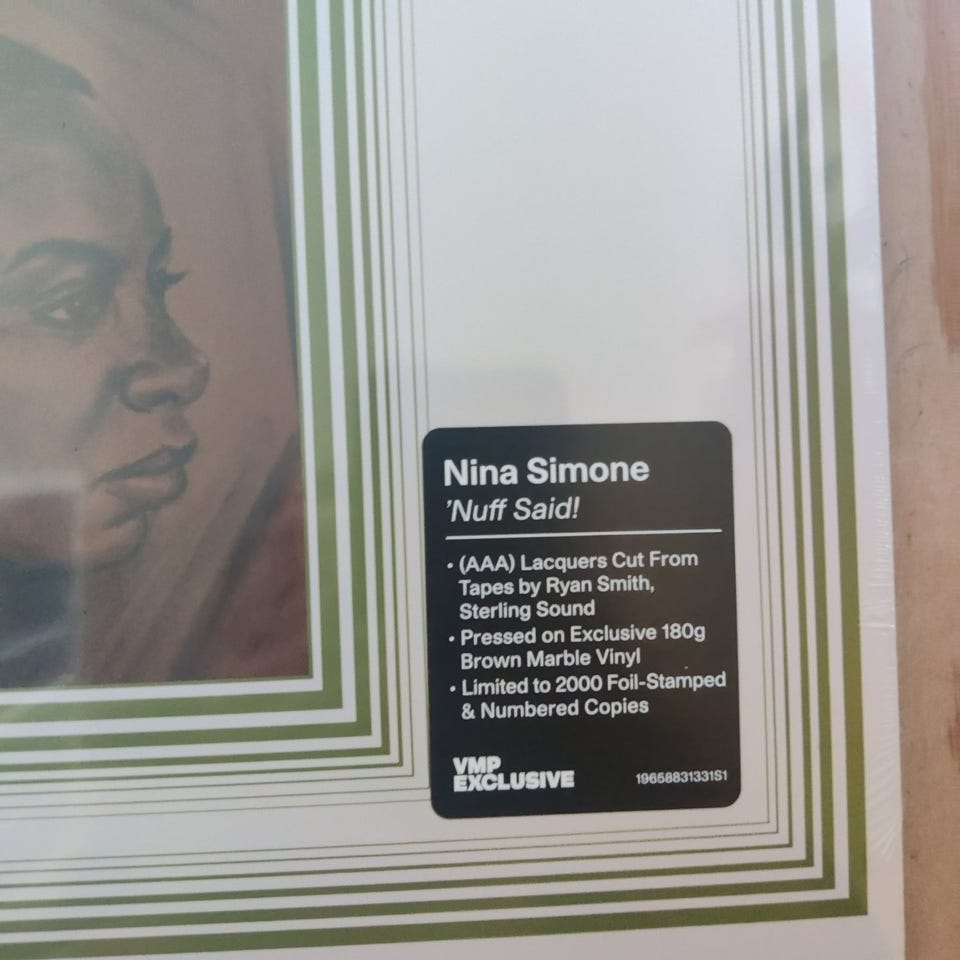 Nina Simone
'Nuff Said!
• (AAA) Lacquers Cut From
Tapes by Ryan Smith,
Sterling Sound
• Pressed on Exclusive 180g
Brown Marble Vinyl
• Limited to 2000 Foil-Stamped
& Numbered Copies
VMP
EXCLUSIVE
19658831331S1